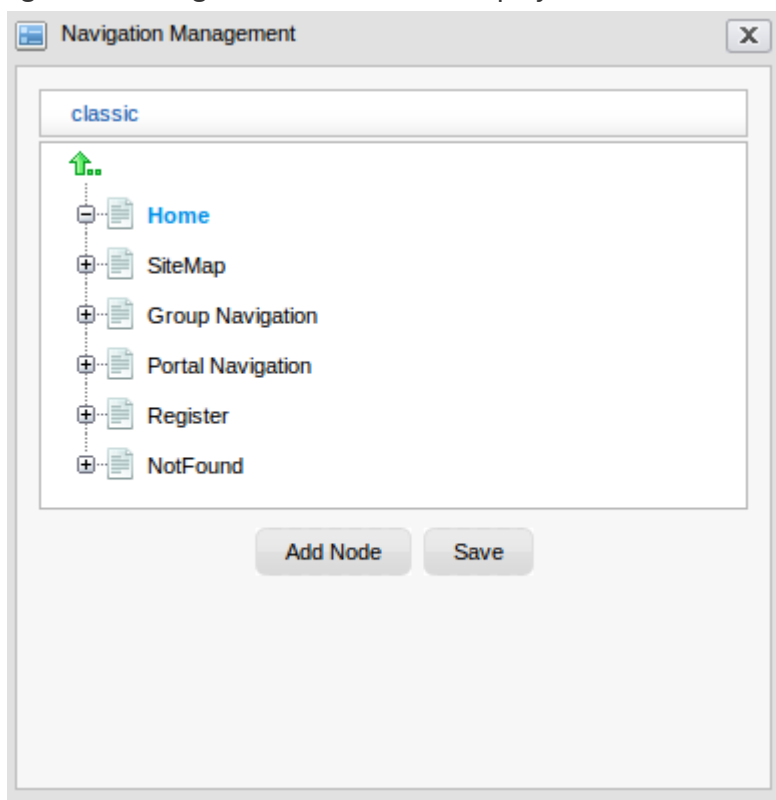 Navigation Management
classic
Home
SiteMap
Group Navigation
Portal Navigation
Register
NotFound
Add Node Save